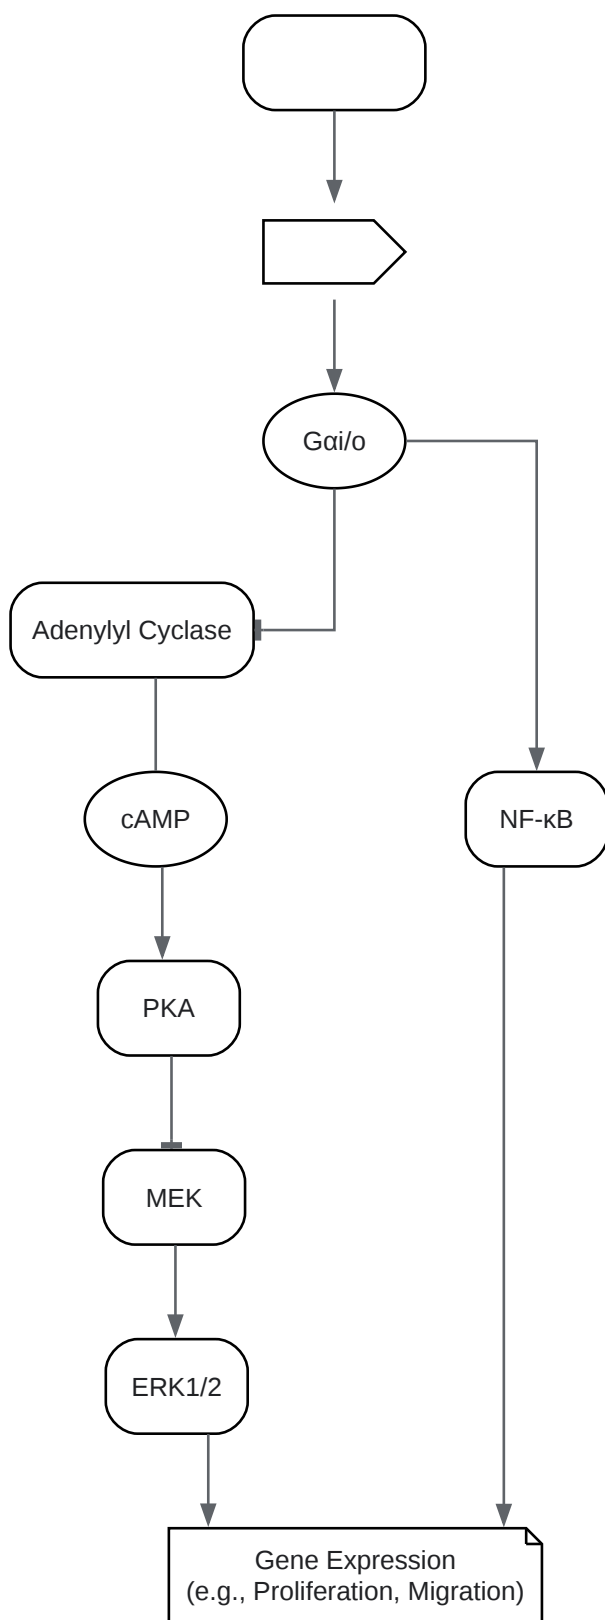 Gαi/o
Adenylyl Cyclase
cAMP
NF-κB
PKA
MEK
ERK1/2
Gene Expression
(e.g., Proliferation, Migration)